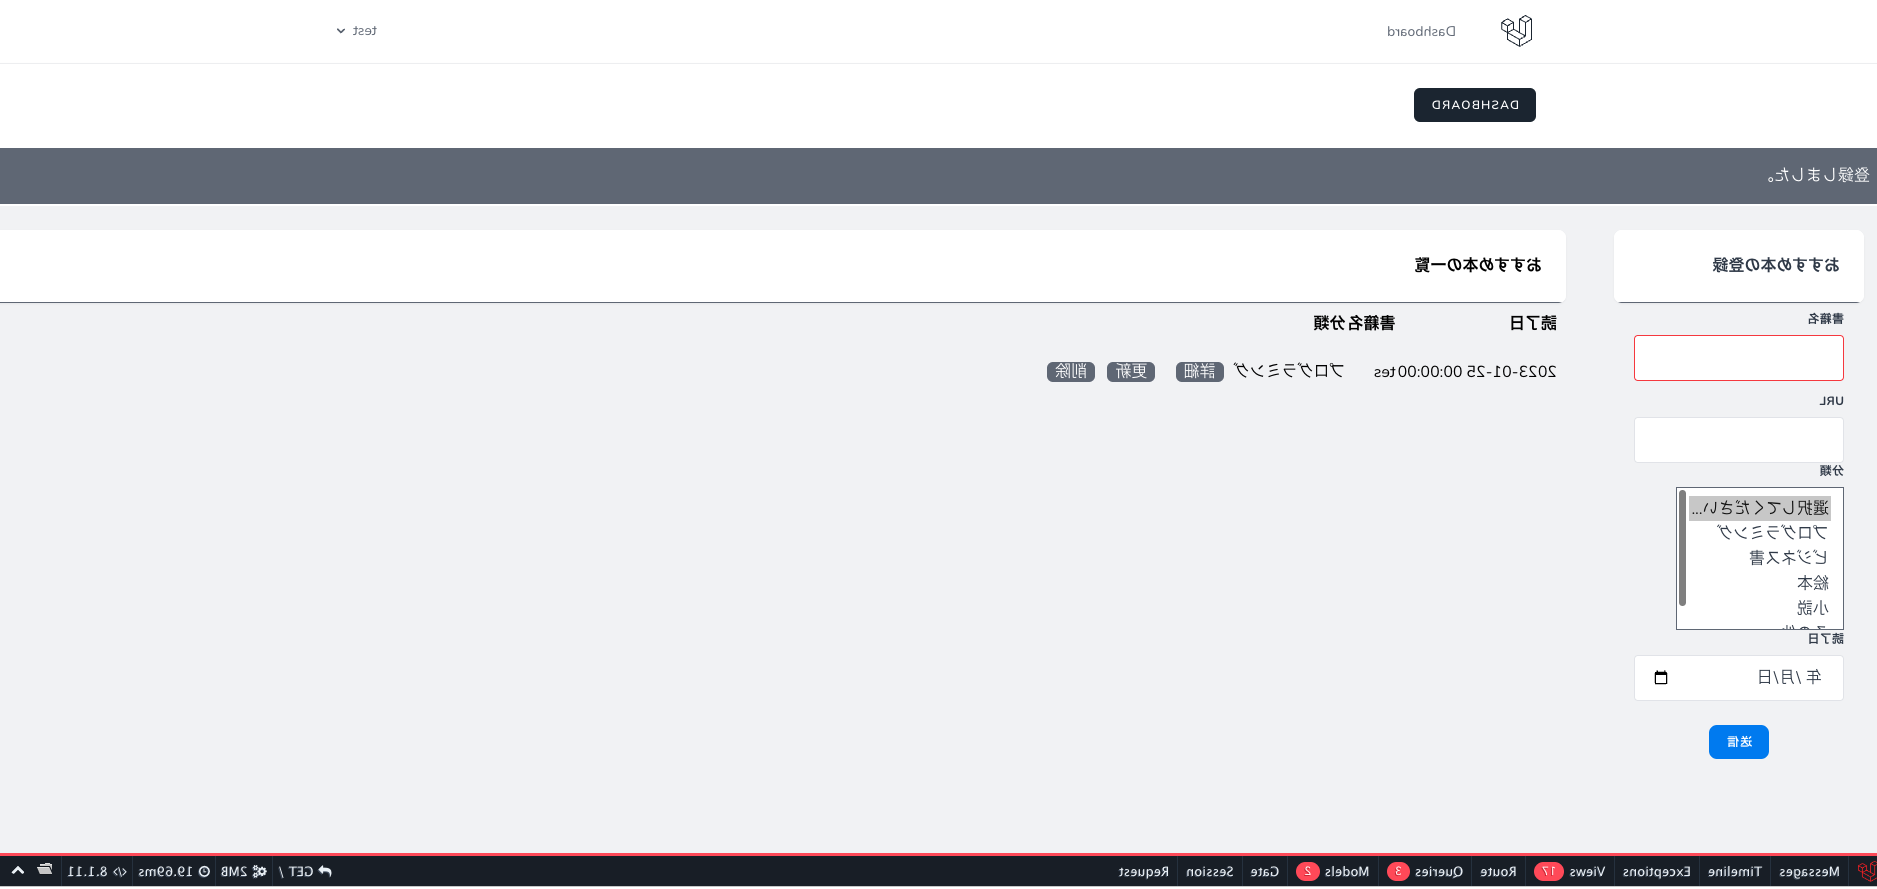 Dashboard
test
DASHBOARD
登録しました。
おすすめ本の登録
書籍名
URL
分類
選択してください...
プログラミング
ビジネス書
絵本
小説
読了日
年 /月/日
送信
おすすめ本の一覧
読了日 書籍名 分類
2023-01-25 00:00:00 tes プログラミング 詳細 更新 削除
Messages Timeline Exceptions Views 17 Route Queries 3 Models 2 Gate Session Request GET / 2MB 19.69ms 8.1.11